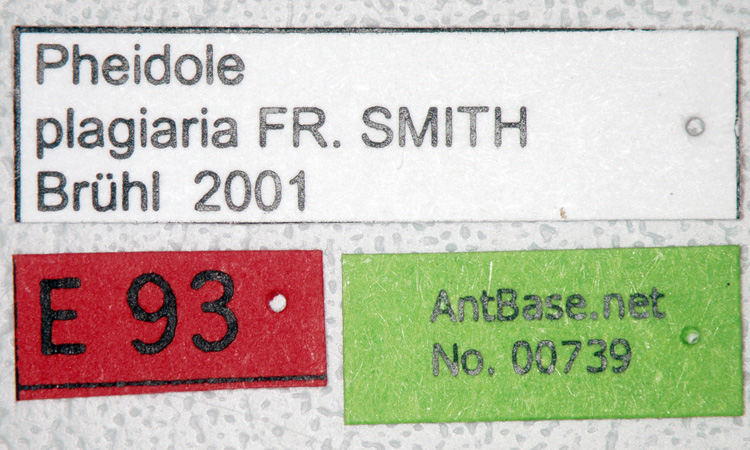 Pheidole
plagiaria FR. SMITH
Brühl 2001
E 93
AntBase.net
No. 00739